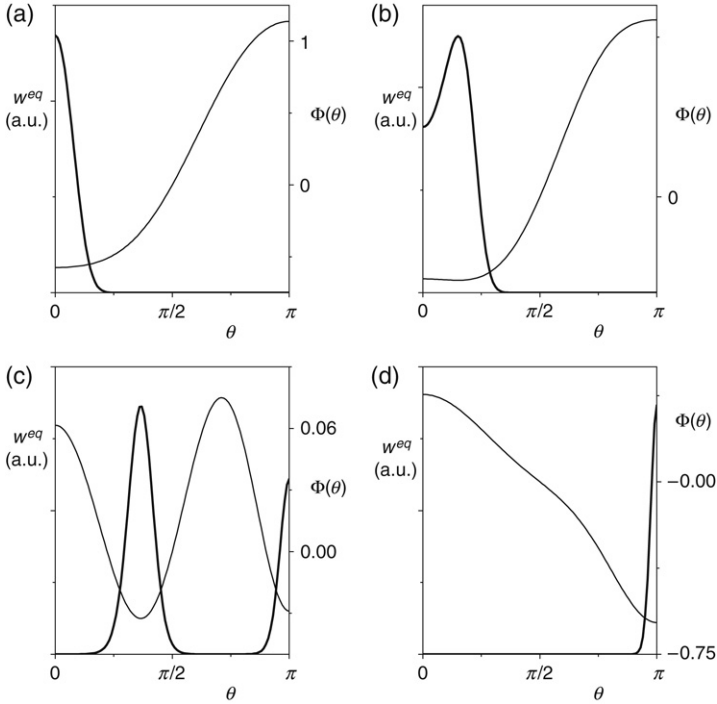 (a)
w^eq
(a.u.)
1
0
Φ(θ)
0 π/2 π
θ
(b)
w^eq
(a.u.)
0
Φ(θ)
0 π/2 π
θ
(c)
w^eq
(a.u.)
0.06
0.00
Φ(θ)
0 π/2 π
θ
(d)
w^eq
(a.u.)
Φ(θ)
−0.00
−0.75
0 π/2 π
θ